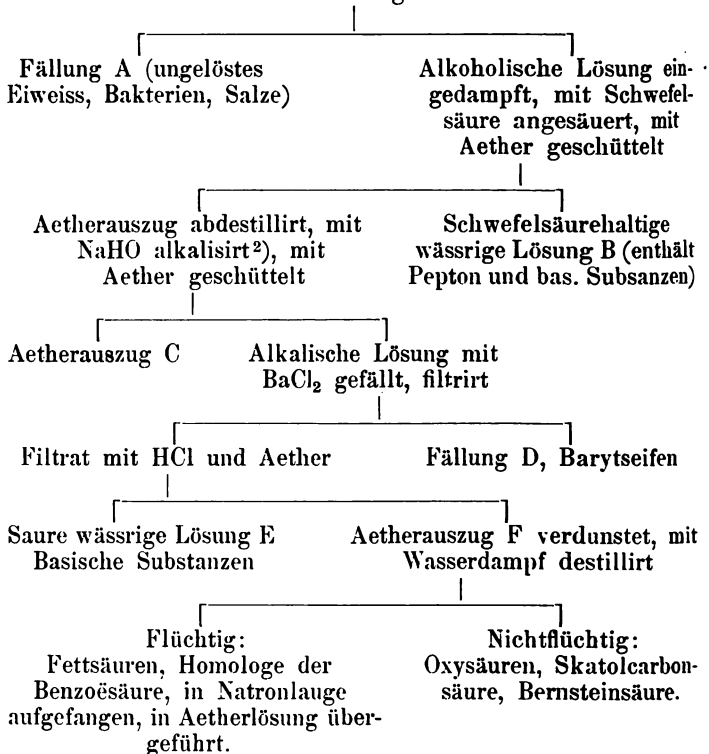 Fällung A (ungelöstes
Eiweiss, Bakterien, Salze)
Alkoholische Lösung ein-
gedampft, mit Schwefel-
säure angesäuert, mit
Aether geschüttelt
Aetherauszug abdestillirt, mit
NaHO alkalisirt²), mit
Aether geschüttelt
Schwefelsäurehaltige
wässrige Lösung B (enthält
Pepton und bas. Subsanzen)
Aetherauszug C
Alkalische Lösung mit
BaCl₂ gefällt, filtrirt
Filtrat mit HCl und Aether
Fällung D, Barytseifen
Saure wässrige Lösung E
Basische Substanzen
Aetherauszug F verdunstet, mit
Wasserdampf destillirt
Flüchtig:
Fettsäuren, Homologe der
Benzoësäure, in Natronlauge
aufgefangen, in Aetherlösung über-
geführt.
Nichtflüchtig:
Oxysäuren, Skatolcarbon-
säure, Bernsteinsäure.